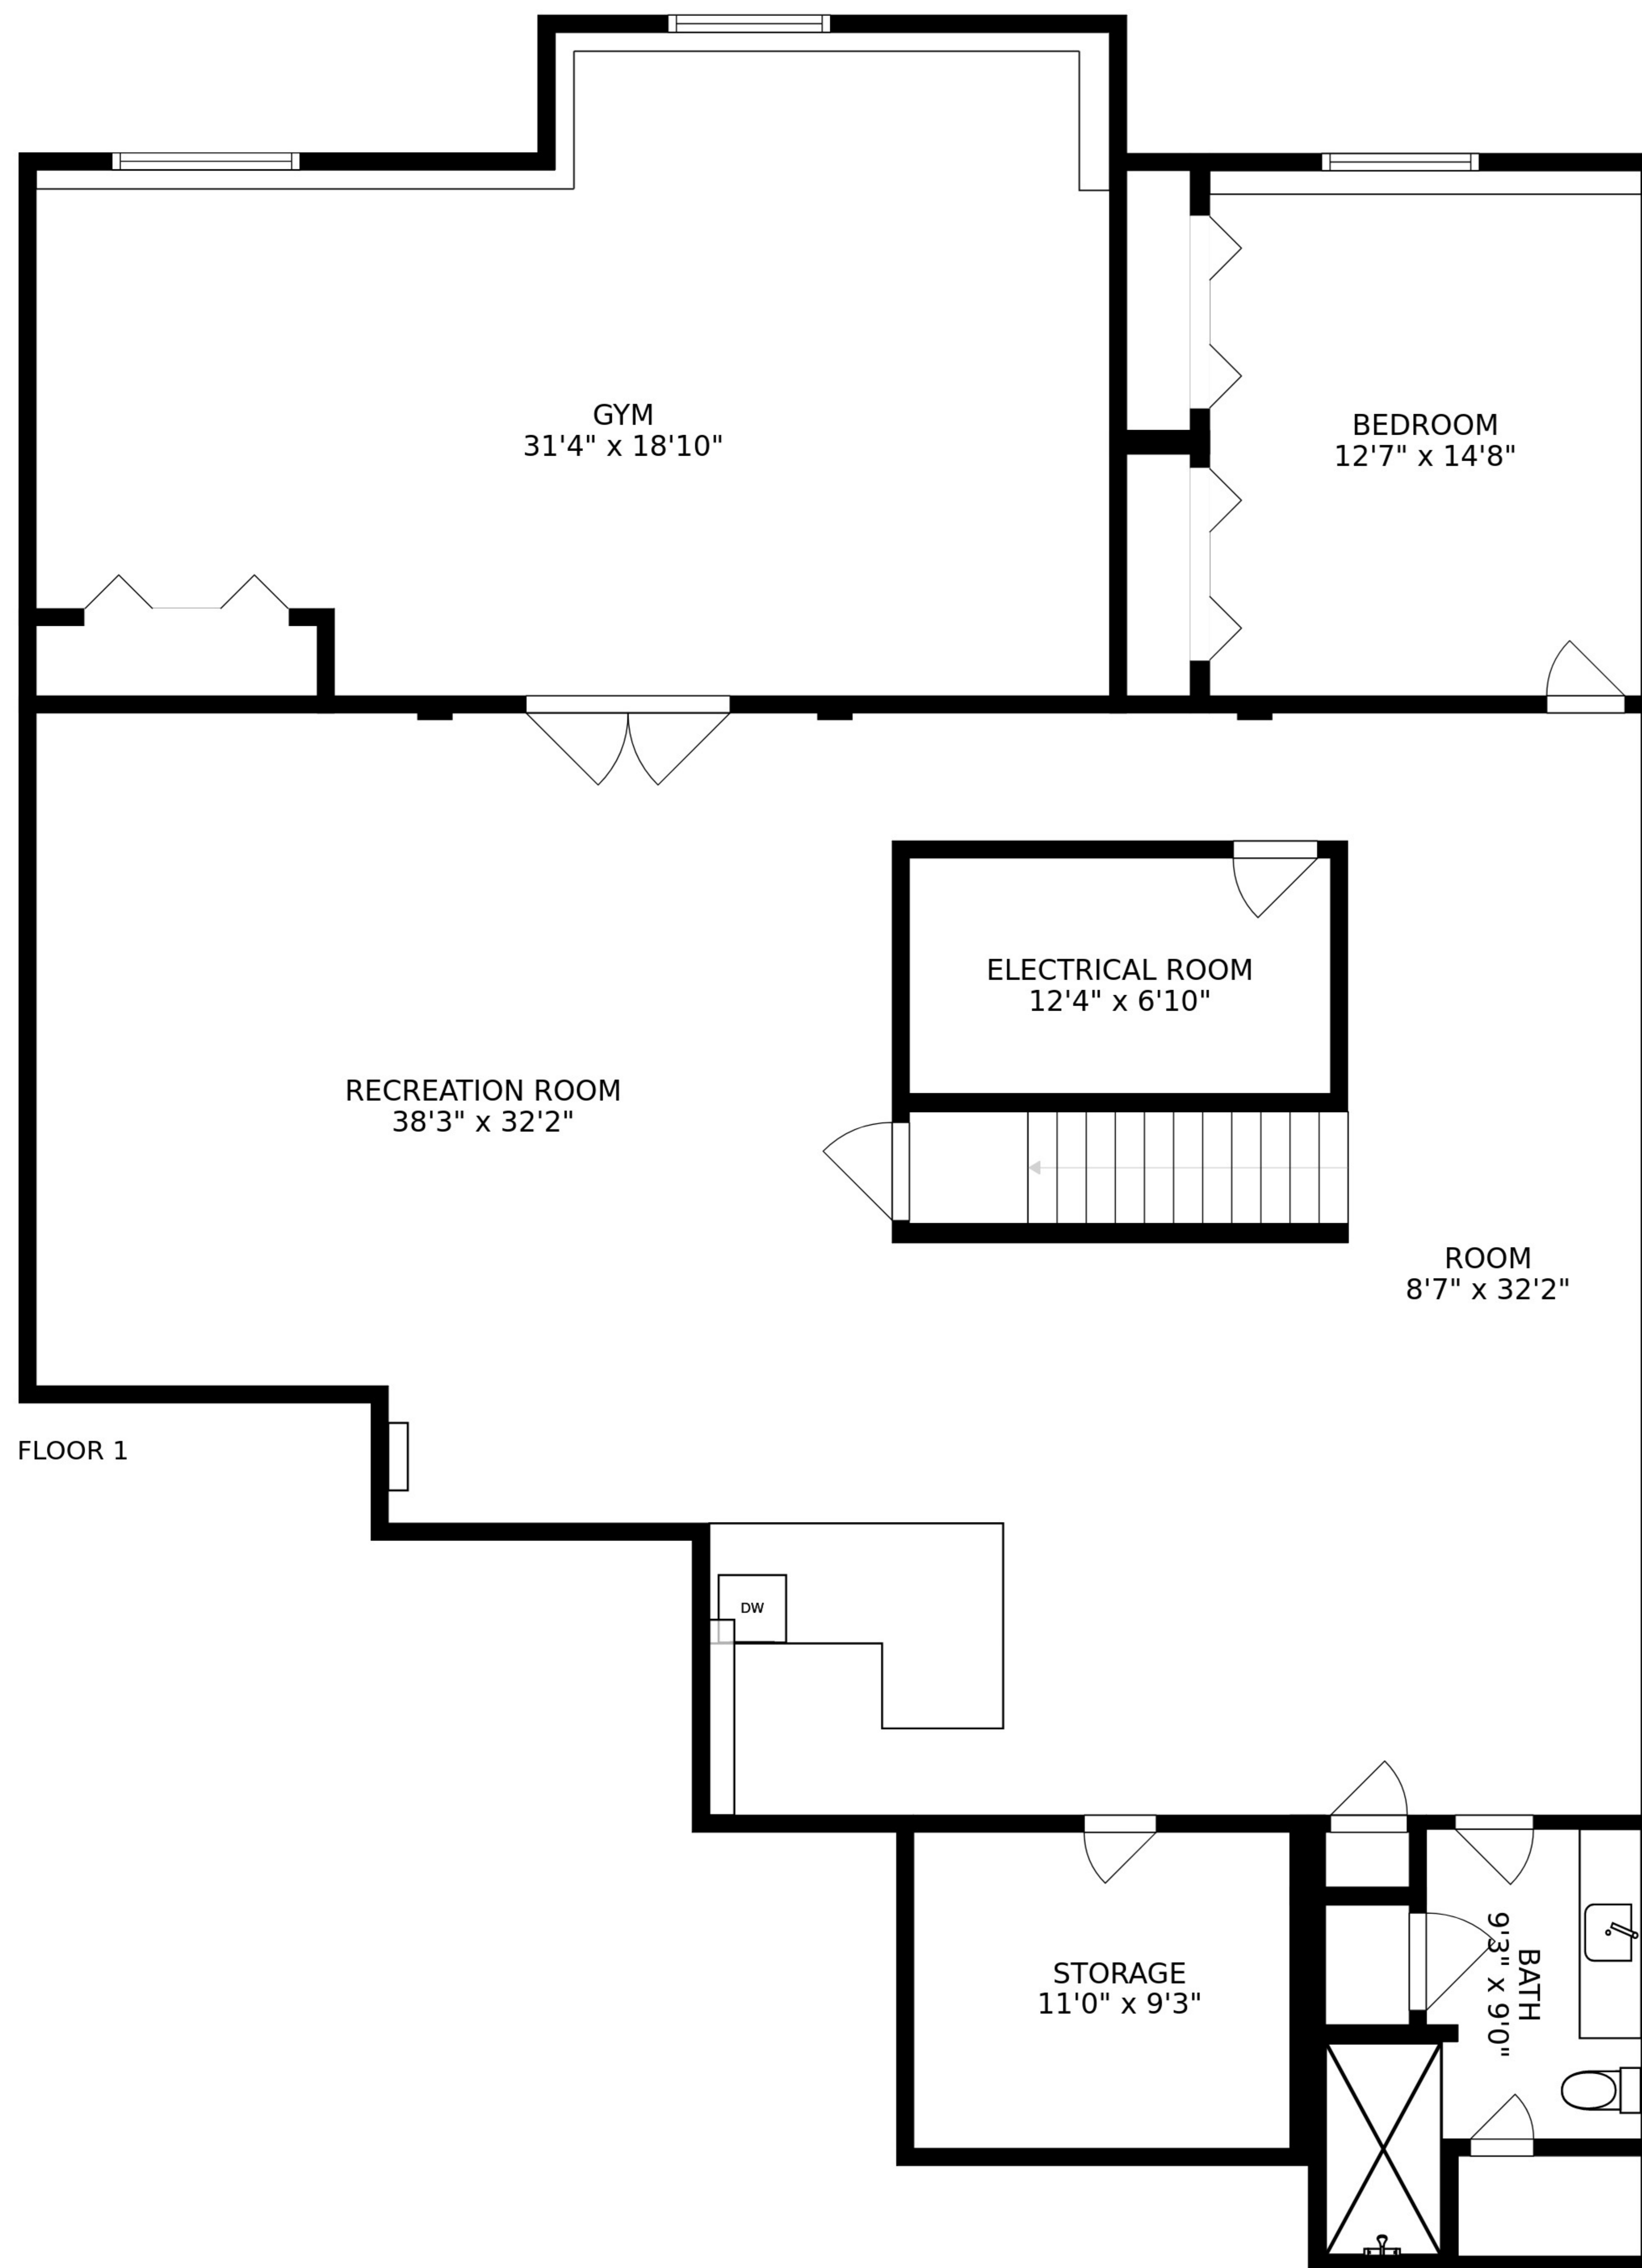 GYM
31'4" x 18'10"
BEDROOM
12'7" x 14'8"
ELECTRICAL ROOM
12'4" x 6'10"
RECREATION ROOM
38'3" x 32'2"
ROOM
8'7" x 32'2"
FLOOR 1
DW
STORAGE
11'0" x 9'3"
BATH
9'3" x 9'0"